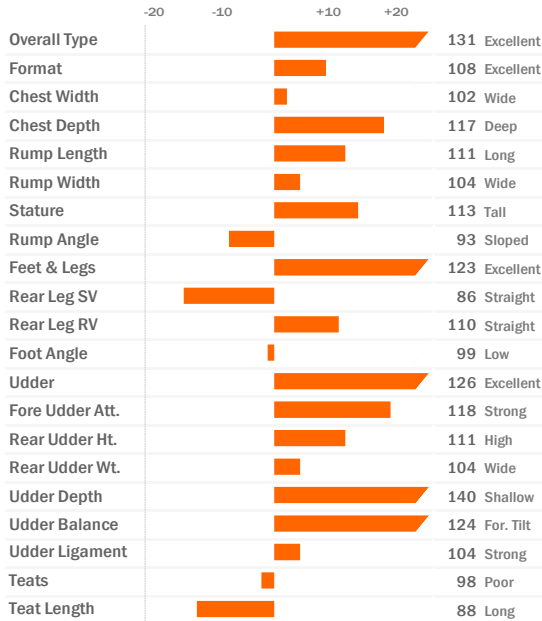 -20 -10 +10 +20
Overall Type 131 Excellent
Format 108 Excellent
Chest Width 102 Wide
Chest Depth 117 Deep
Rump Length 111 Long
Rump Width 104 Wide
Stature 113 Tall
Rump Angle 93 Sloped
Feet & Legs 123 Excellent
Rear Leg SV 86 Straight
Rear Leg RV 110 Straight
Foot Angle 99 Low
Udder 126 Excellent
Fore Udder Att. 118 Strong
Rear Udder Ht. 111 High
Rear Udder Wt. 104 Wide
Udder Depth 140 Shallow
Udder Balance 124 For. Tilt
Udder Ligament 104 Strong
Teats 98 Poor
Teat Length 88 Long